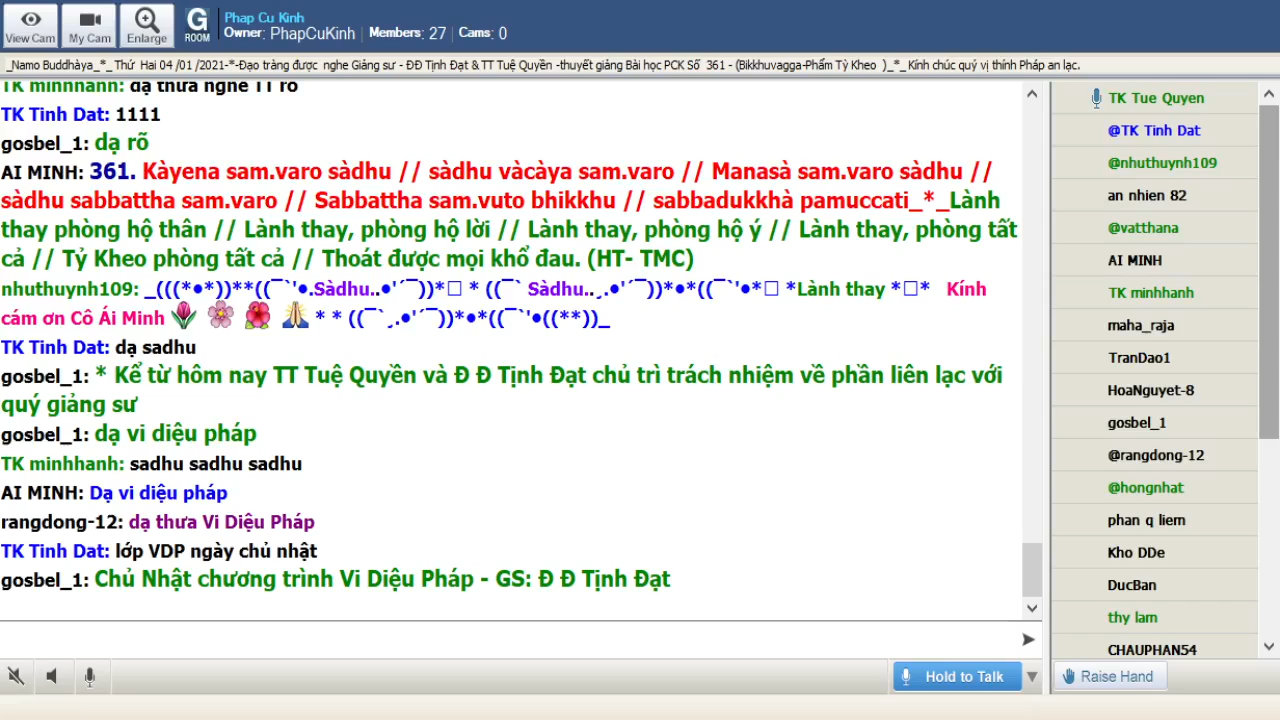 View Cam
My Cam
Enlarge
G
ROOM
Phap Cu Kinh
Owner: PhapCuKinh | Members: 27 | Cams: 0
_Namo Buddhàya_*_ Thứ Hai 04 /01 /2021-*-Đạo tràng được nghe Giảng sư - ĐĐ Tịnh Đạt & TT Tuệ Quyền -thuyết giảng Bài học PCK Số 361 - (Bikkhuvagga-Phẩm Tỳ Kheo )_*_ Kính chúc quý vị thính Pháp an lạc.
TK minhhanh: dạ thưa nghe TT rõ
TK Tinh Dat: 1111
gosbel_1: dạ rõ
AI MINH: 361. Kàyena sam.varo sàdhu // sàdhu vàcàya sam.varo // Manasà sam.varo sàdhu //
sàdhu sabbattha sam.varo // Sabbattha sam.vuto bhikkhu // sabbadukkhà pamuccati_*_Lành
thay phòng hộ thân // Lành thay, phòng hộ lời // Lành thay, phòng hộ ý // Lành thay, phòng tất
cả // Tỳ Kheo phòng tất cả // Thoát được mọi khổ đau. (HT- TMC)
nhuthuynh109: _(((*•*))**((¯`'•.Sàdhu..•'´¯))*□ * ((¯` Sàdhu..¸.•'´¯))*•*((¯`'•*□ *Lành thay *□* Kính
cám ơn Cô Ái Minh 🌷 🌸 🌺 🙏 * * ((¯`¸.•'´¯))*•*((¯`'•((**))_
TK Tinh Dat: dạ sadhu
gosbel_1: * Kể từ hôm nay TT Tuệ Quyền và Đ Đ Tịnh Đạt chủ trì trách nhiệm về phần liên lạc với
quý giảng sư
gosbel_1: dạ vi diệu pháp
TK minhhanh: sadhu sadhu sadhu
AI MINH: Dạ vi diệu pháp
rangdong-12: dạ thưa Vi Diệu Pháp
TK Tinh Dat: lớp VDP ngày chủ nhật
gosbel_1: Chủ Nhật chương trình Vi Diệu Pháp - GS: Đ Đ Tịnh Đạt
Hold to Talk
TK Tue Quyen
@TK Tinh Dat
@nhuthuynh109
an nhien 82
@vatthana
AI MINH
TK minhhanh
maha_raja
TranDao1
HoaNguyet-8
gosbel_1
@rangdong-12
@hongnhat
phan q liem
Kho DDe
DucBan
thy lam
CHAUPHAN54
Raise Hand